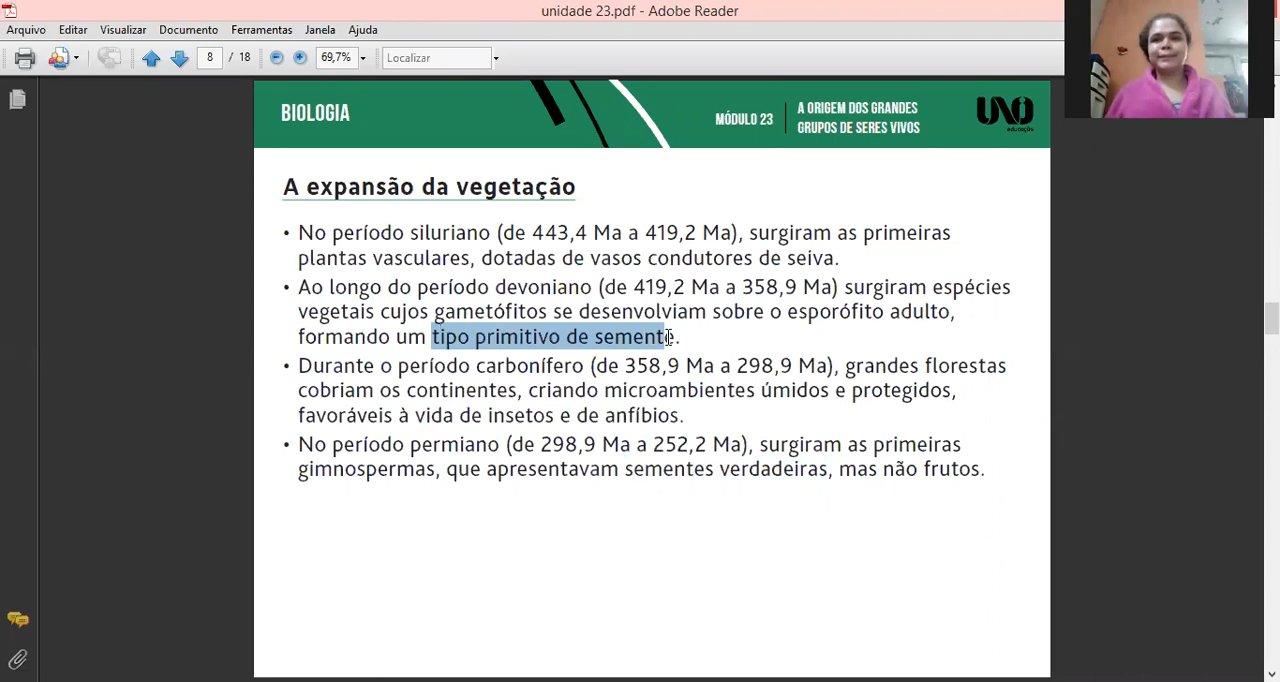 unidade 23.pdf - Adobe Reader
Arquivo Editar Visualizar Documento Ferramentas Janela Ajuda
8 / 18 69,7% Localizar
BIOLOGIA
MÓDULO 23
A ORIGEM DOS GRANDES
GRUPOS DE SERES VIVOS
UNO
educação
A expansão da vegetação
• No período siluriano (de 443,4 Ma a 419,2 Ma), surgiram as primeiras
plantas vasculares, dotadas de vasos condutores de seiva.
• Ao longo do período devoniano (de 419,2 Ma a 358,9 Ma) surgiram espécies
vegetais cujos gametófitos se desenvolviam sobre o esporófito adulto,
formando um tipo primitivo de semente.
• Durante o período carbonífero (de 358,9 Ma a 298,9 Ma), grandes florestas
cobriam os continentes, criando microambientes úmidos e protegidos,
favoráveis à vida de insetos e de anfíbios.
• No período permiano (de 298,9 Ma a 252,2 Ma), surgiram as primeiras
gimnospermas, que apresentavam sementes verdadeiras, mas não frutos.